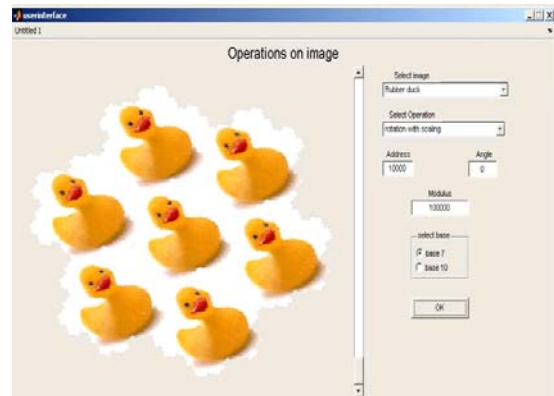 userinterface
Untitled 1
Operations on image
Select image
Rubber duck
Select Operation
rotation with scaling
Address
Angle
10000
0
Modulus
100000
select base
base 7
base 10
OK